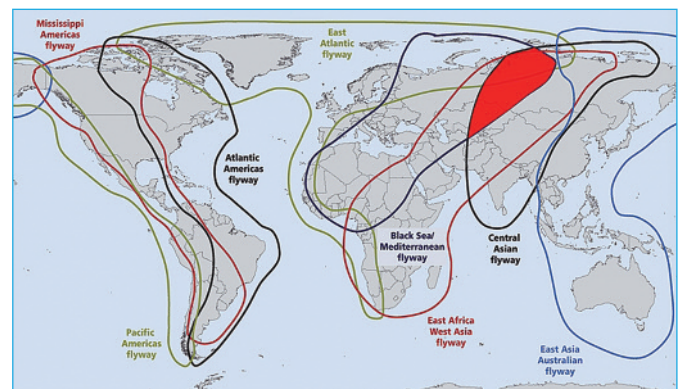 Mississippi
Americas
flyway
East
Atlantic
flyway
Atlantic
Americas
flyway
Black Sea/
Mediterranean
flyway
Central
Asian
flyway
Pacific
Americas
flyway
East Africa
West Asia
flyway
East Asia
Australian
flyway